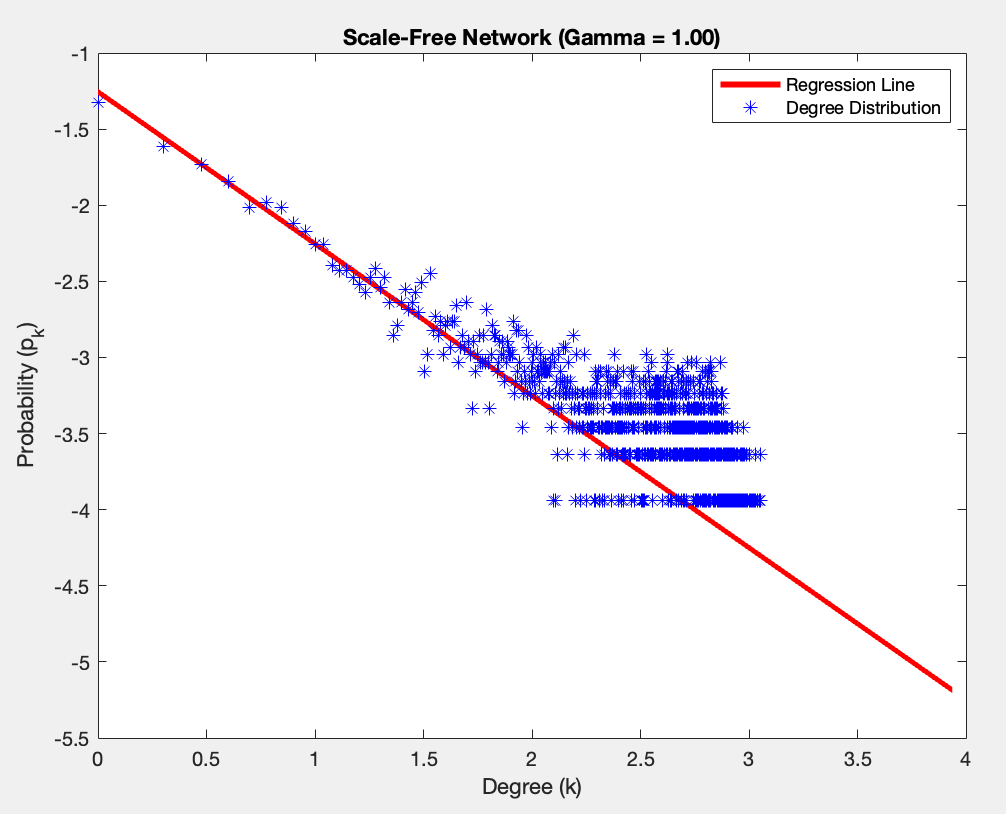 Scale-Free Network (Gamma = 1.00)
Regression Line
Degree Distribution
-1
-1.5
-2
-2.5
-3
-3.5
-4
-4.5
-5
-5.5
Probability (pk)
0 0.5 1 1.5 2 2.5 3 3.5 4
Degree (k)